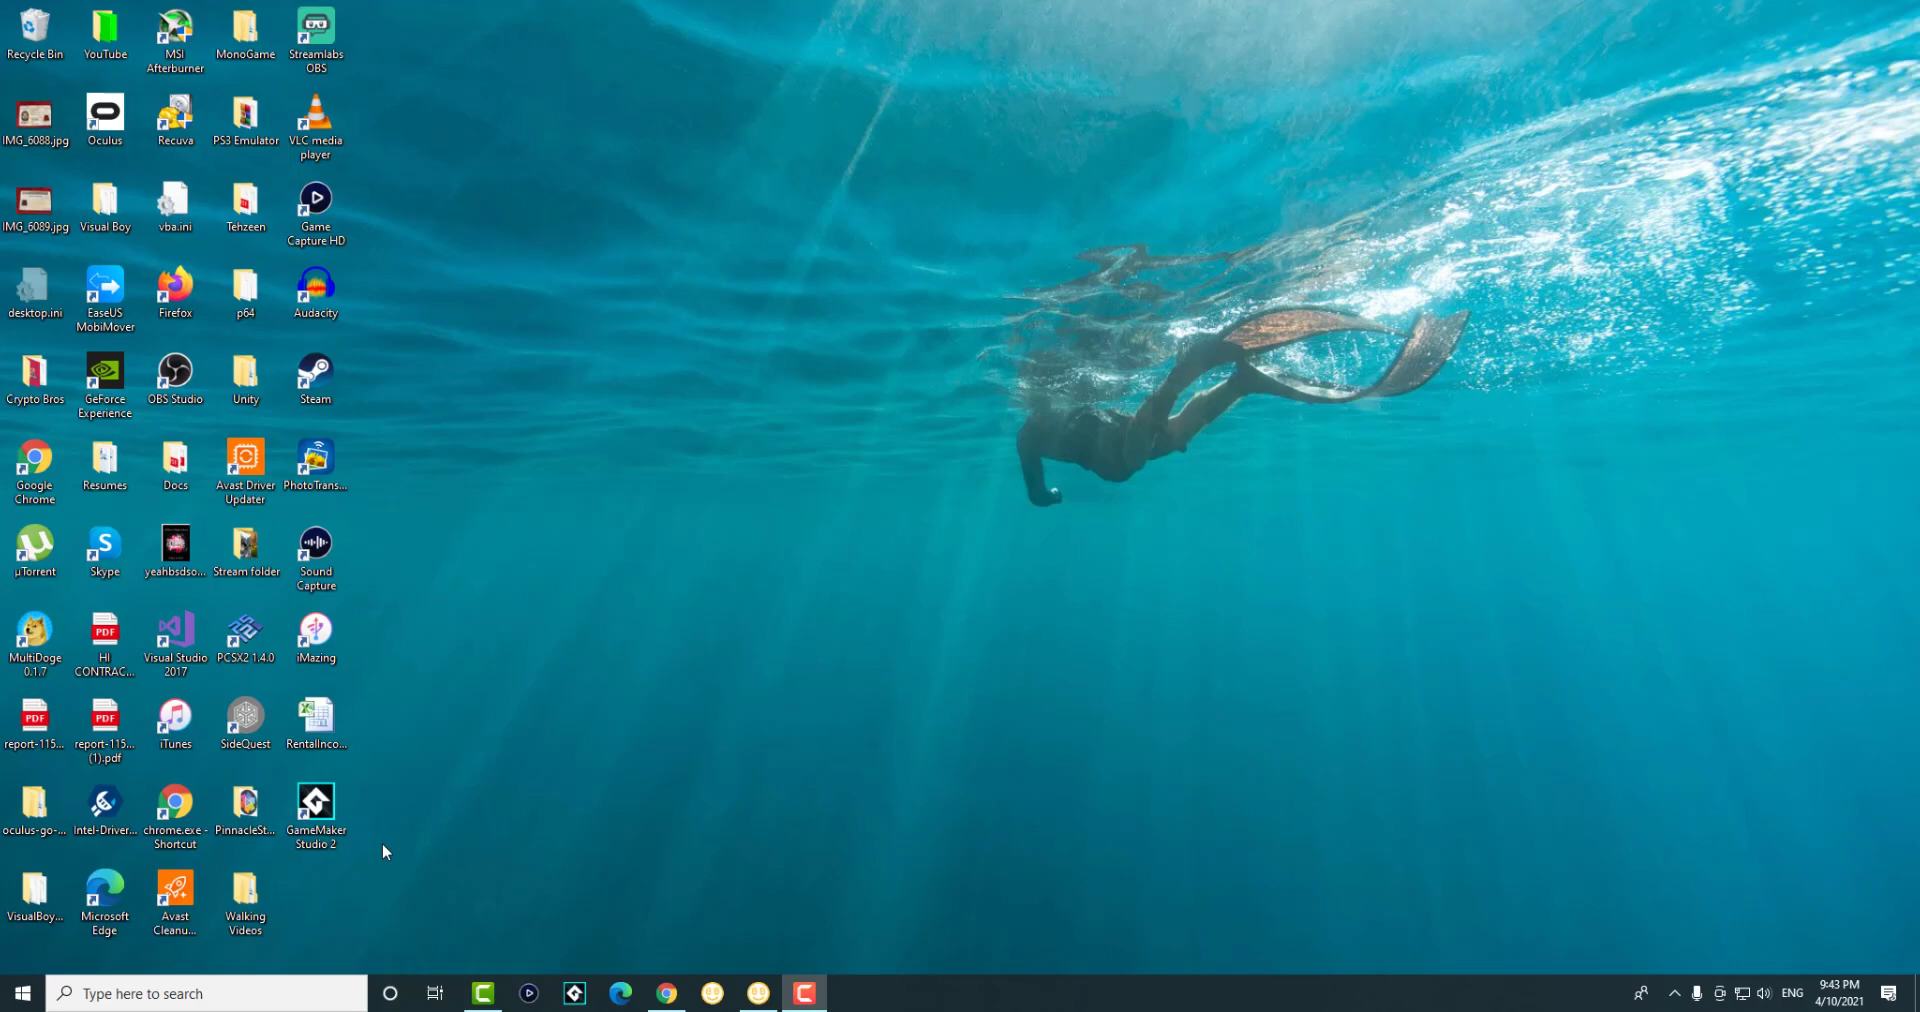 Recycle Bin
YouTube
MSI
Afterburner
MonoGame
Streamlabs
OBS
IMG_6088.jpg
Oculus
Recuva
PS3 Emulator
VLC media
player
IMG_6089.jpg
Visual Boy
vba.ini
Tehzeen
Game
Capture HD
desktop.ini
EaseUS
MobiMover
Firefox
p64
Audacity
Crypto Bros
GeForce
Experience
OBS Studio
Unity
Steam
Google
Chrome
Resumes
Docs
Avast Driver
Updater
PhotoTrans...
µTorrent
Skype
yeahbsdso...
Stream folder
Sound
Capture
MultiDoge
0.1.7
PDF
HI
CONTRAC...
Visual Studio
2017
PCSX2 1.4.0
iMazing
PDF
report-115...
PDF
report-115...
(1).pdf
iTunes
SideQuest
RentalInco...
oculus-go-...
Intel-Driver...
chrome.exe -
Shortcut
PinnacleSt...
GameMaker
Studio 2
VisualBoy...
Microsoft
Edge
Avast
Cleanu...
Walking
Videos
Type here to search
ENG
9:43 PM
4/10/2021